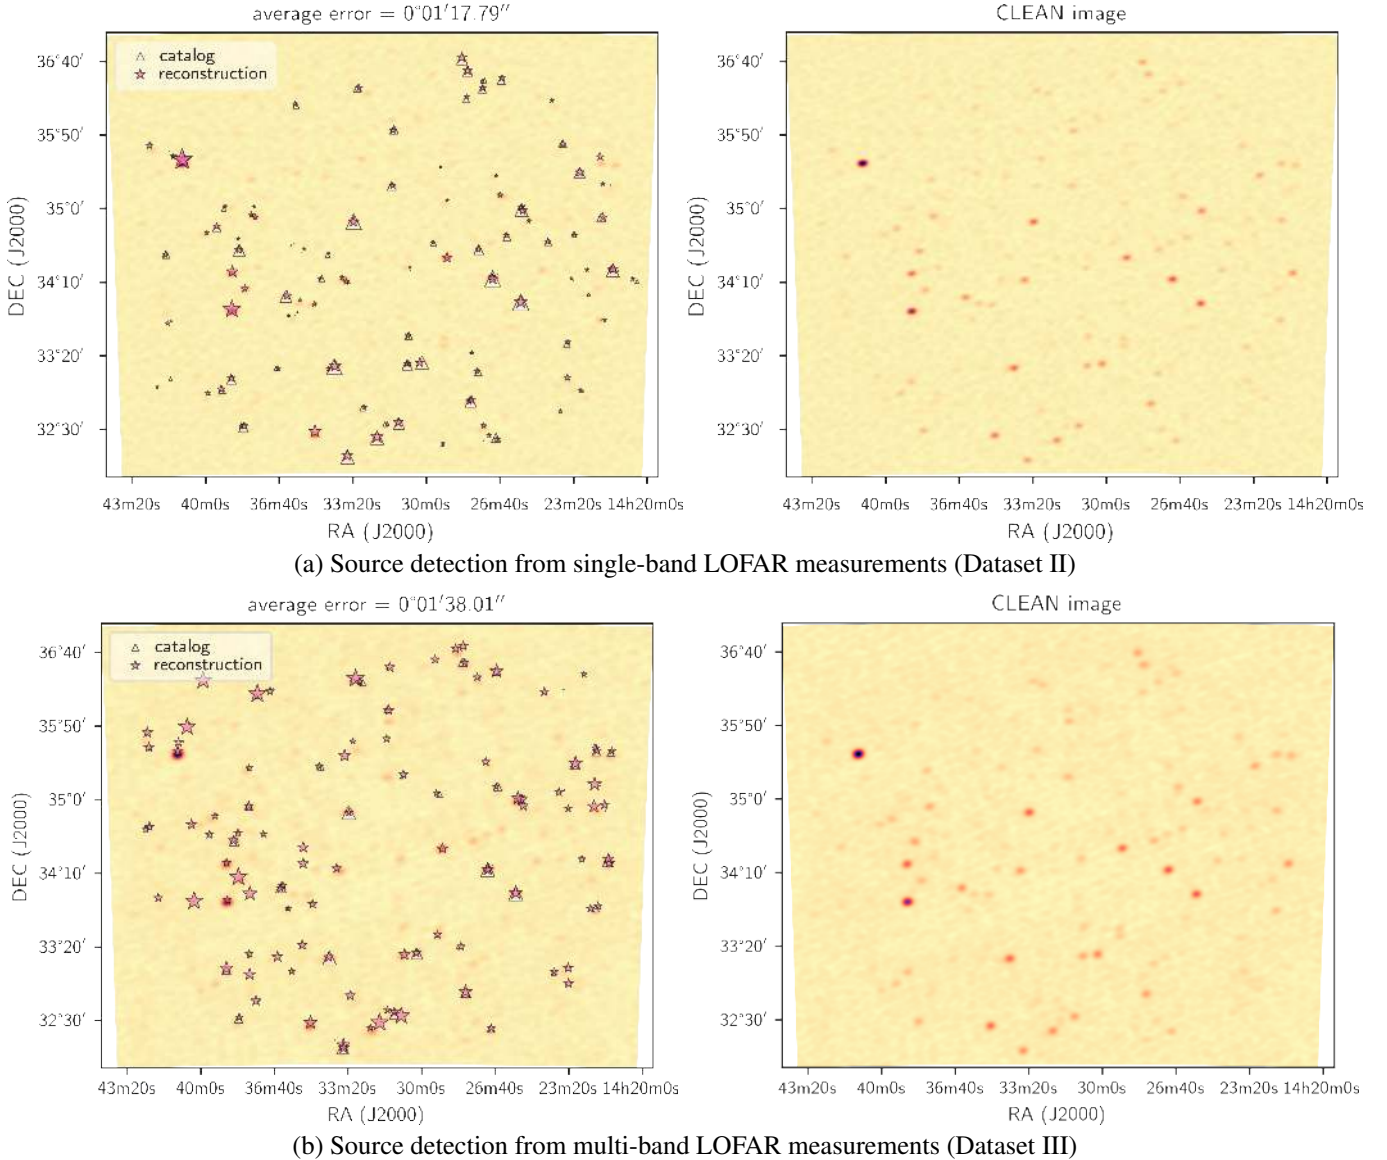 average error = 0°01′17.79″
CLEAN image
catalog
reconstruction
36°40′
35°50′
35°0′
34°10′
33°20′
32°30′
DEC (J2000)
43m20s 40m0s 36m40s 33m20s 30m0s 26m40s 23m20s 14h20m0s
RA (J2000)
36°40′
35°50′
35°0′
34°10′
33°20′
32°30′
DEC (J2000)
43m20s 40m0s 36m40s 33m20s 30m0s 26m40s 23m20s 14h20m0s
RA (J2000)
(a) Source detection from single-band LOFAR measurements (Dataset II)
average error = 0°01′38.01″
CLEAN image
catalog
reconstruction
36°40′
35°50′
35°0′
34°10′
33°20′
32°30′
DEC (J2000)
43m20s 40m0s 36m40s 33m20s 30m0s 26m40s 23m20s 14h20m0s
RA (J2000)
36°40′
35°50′
35°0′
34°10′
33°20′
32°30′
DEC (J2000)
43m20s 40m0s 36m40s 33m20s 30m0s 26m40s 23m20s 14h20m0s
RA (J2000)
(b) Source detection from multi-band LOFAR measurements (Dataset III)